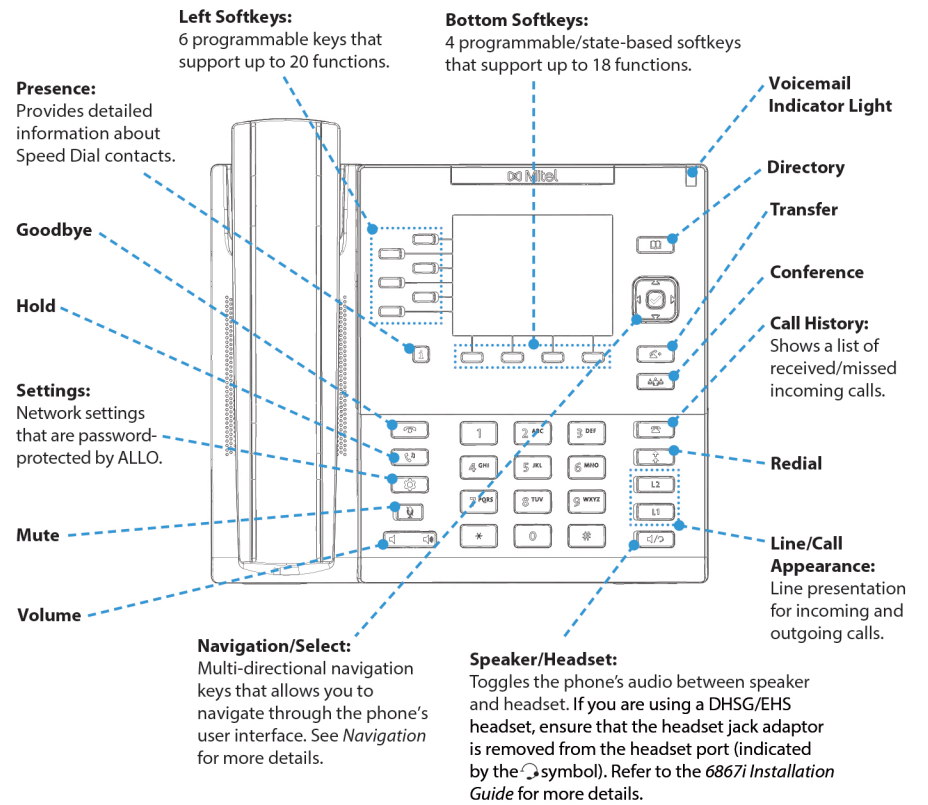 Left Softkeys:
6 programmable keys that
support up to 20 functions.
Bottom Softkeys:
4 programmable/state-based softkeys
that support up to 18 functions.
Presence:
Provides detailed
information about
Speed Dial contacts.
Voicemail
Indicator Light
Mitel
Directory
Transfer
Goodbye
Conference
Hold
Call History:
Shows a list of
received/missed
incoming calls.
i
Settings:
Network settings
that are password-
protected by ALLO.
1
2 ABC
3 DEF
4 GHI
5 JKL
6 MNO
7 PQRS
8 TUV
9 WXYZ
*
0
#
Redial
L2
L1
Mute
Line/Call
Appearance:
Line presentation
for incoming and
outgoing calls.
Volume
Navigation/Select:
Multi-directional navigation
keys that allows you to
navigate through the phone's
user interface. See Navigation
for more details.
Speaker/Headset:
Toggles the phone's audio between speaker
and headset. If you are using a DHSG/EHS
headset, ensure that the headset jack adaptor
is removed from the headset port (indicated
by the symbol). Refer to the 6867i Installation
Guide for more details.